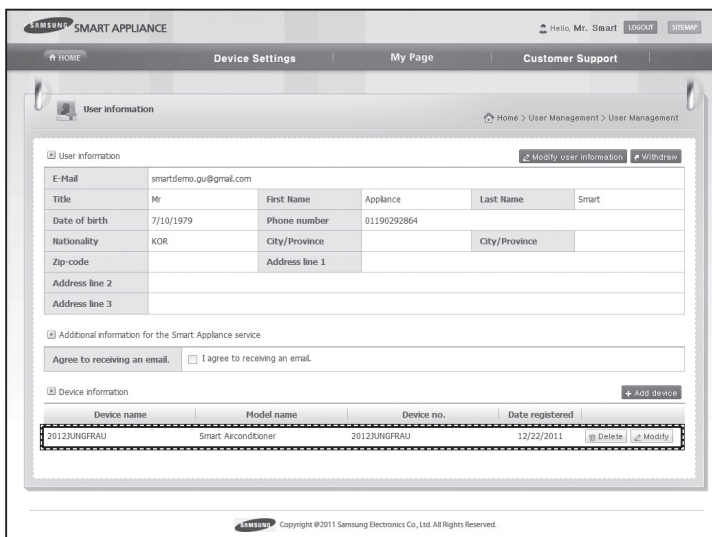 SAMSUNG SMART APPLIANCE
Hello, Mr. Smart LOGOUT SITEMAP
HOME Device Settings My Page Customer Support
User information
Home > User Management > User Management
User information
Modify user information Withdraw
E-Mail smartdemo.gu@gmail.com
Title Mr First Name Appliance Last Name Smart
Date of birth 7/10/1979 Phone number 01190292864
Nationality KOR City/Province City/Province
Zip-code Address line 1
Address line 2
Address line 3
Additional information for the Smart Appliance service
Agree to receiving an email. I agree to receiving an email.
Device information
+ Add device
Device name Model name Device no. Date registered
2012JUNGFRAU Smart Airconditioner 2012JUNGFRAU 12/22/2011 Delete Modify
SAMSUNG Copyright @2011 Samsung Electronics Co., Ltd. All Rights Reserved.